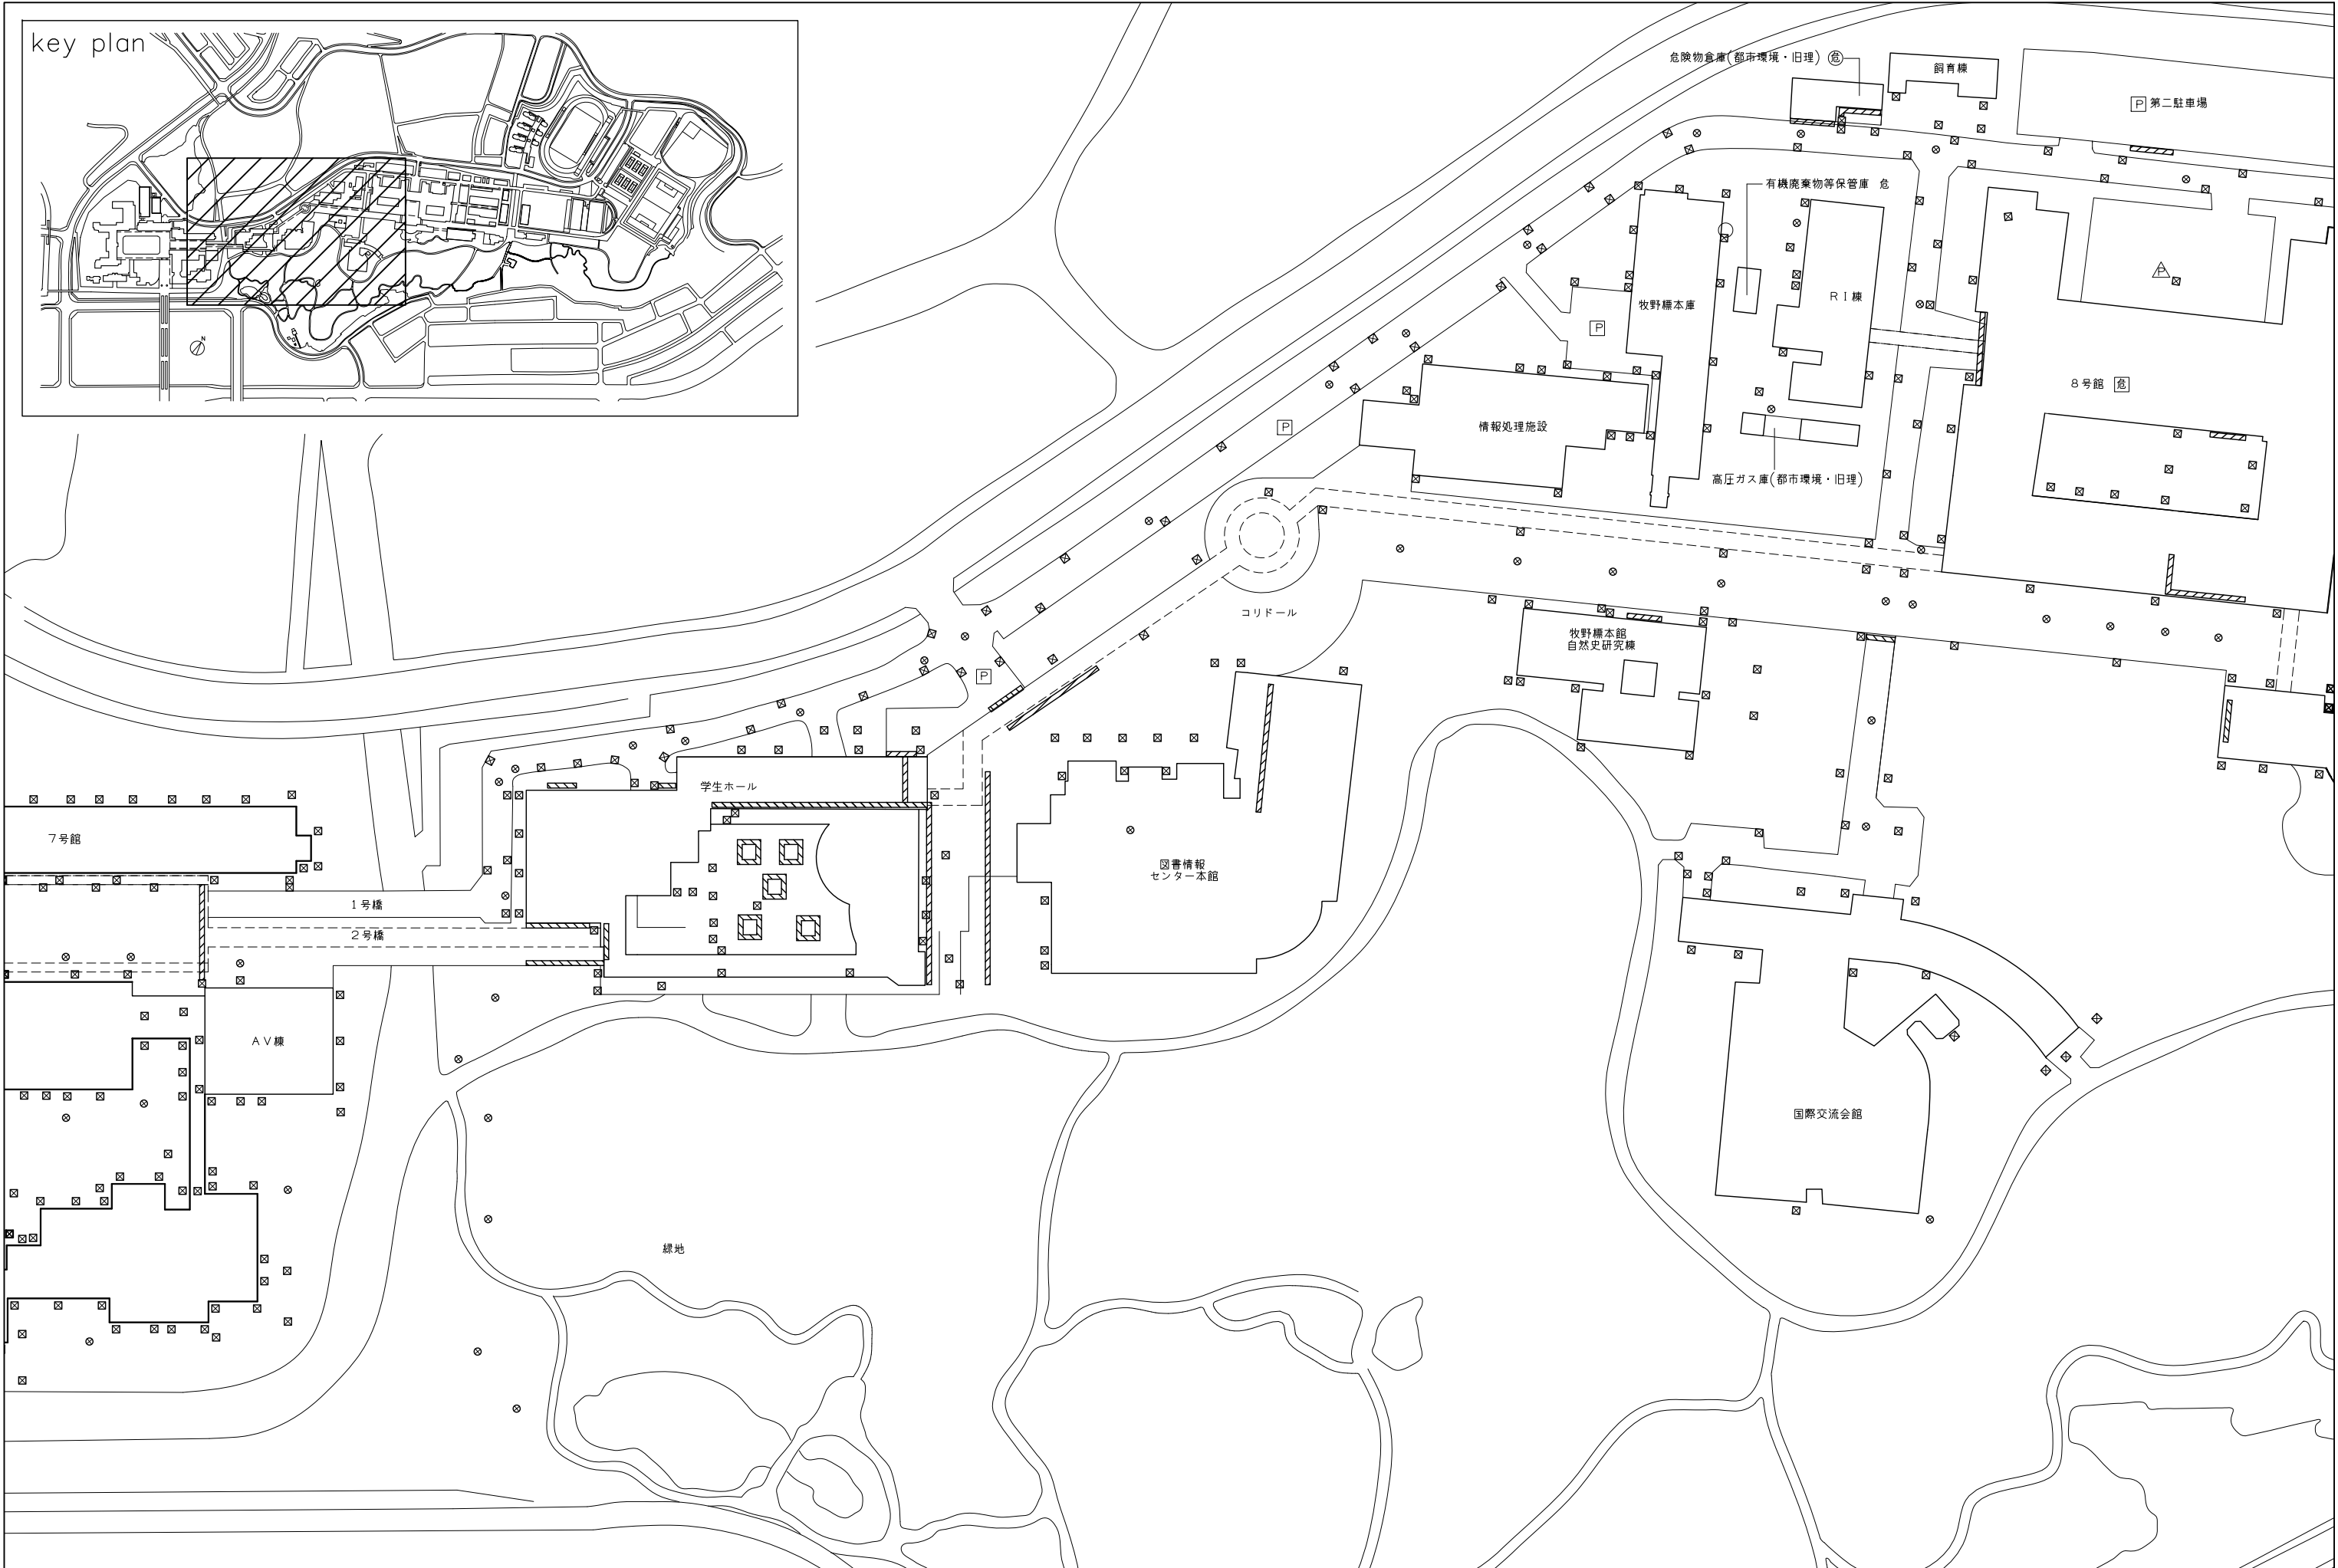 key plan
N
危険物倉庫(都市環境・旧理) 危
飼育棟
P 第二駐車場
有機廃棄物等保管庫 危
P
牧野標本庫
RI棟
P
8号館 危
P
情報処理施設
高圧ガス庫(都市環境・旧理)
コリドール
牧野標本館
自然史研究棟
P
学生ホール
7号館
図書情報
センター本館
1号橋
2号橋
AV棟
国際交流会館
緑地